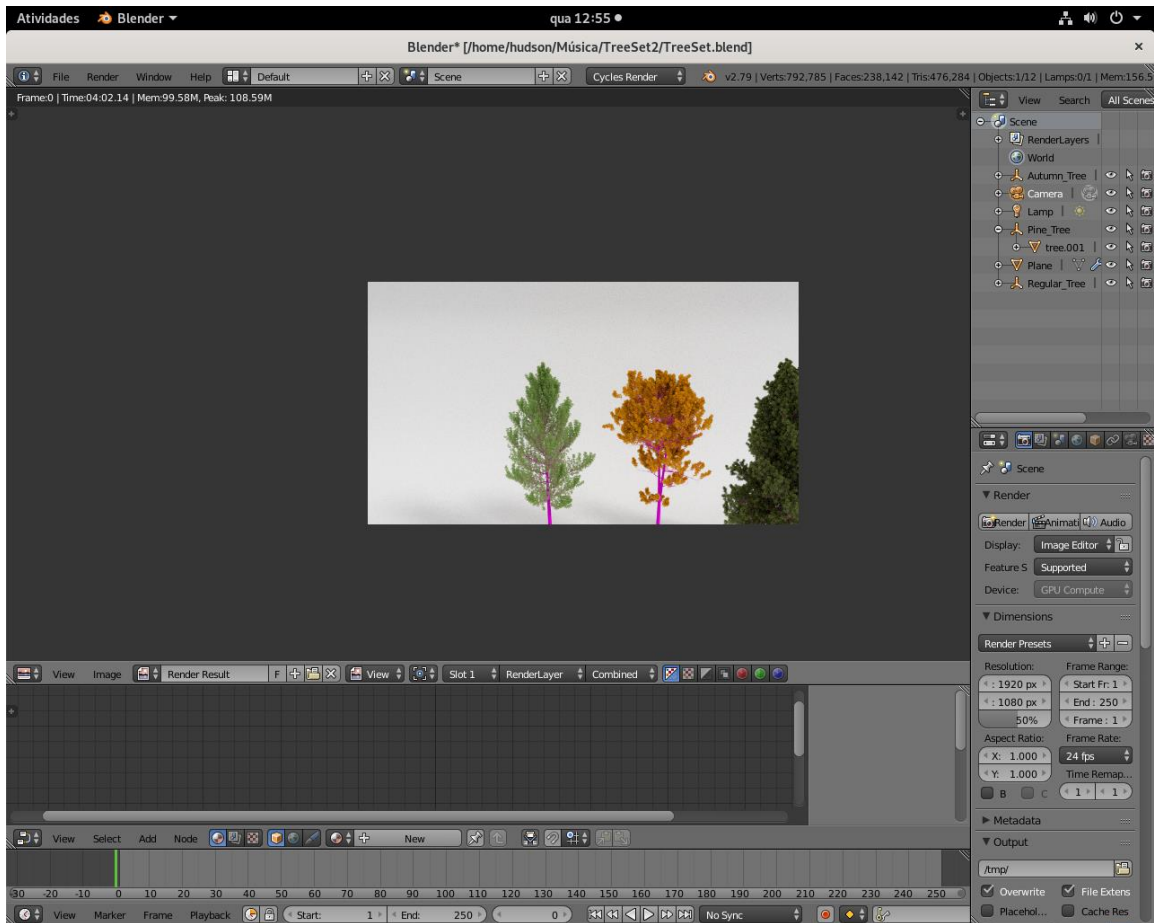 Atividades Blender qua 12:55
Blender* [/home/hudson/Música/TreeSet2/TreeSet.blend]
File Render Window Help Default Scene Cycles Render v2.79 | Verts:792,785 | Faces:238,142 | Tris:476,284 | Objects:1/12 | Lamps:0/1 | Mem:156.5
Frame:0 | Time:04:02.14 | Mem:99.58M, Peak: 108.59M
View Search All Scenes
Scene
RenderLayers
World
Autumn_Tree
Camera
Lamp
Pine_Tree
tree.001
Plane
Regular_Tree
Scene
Render
Render Animati Audio
Display: Image Editor
Feature S Supported
Device: GPU Compute
Dimensions
Render Presets
Resolution: Frame Range:
: 1920 px Start Fr: 1
: 1080 px End : 250
50% Frame : 1
Aspect Ratio: Frame Rate:
X: 1.000 24 fps
Y: 1.000 Time Remap...
B C 1 1
Metadata
Output
/tmp/
Overwrite File Extens
Placehol... Cache Res
View Image Render Result F View Slot 1 RenderLayer Combined
View Select Add Node New
-30 -20 -10 0 10 20 30 40 50 60 70 80 90 100 110 120 130 140 150 160 170 180 190 200 210 220 230 240 250
View Marker Frame Playback Start: 1 End: 250 0 No Sync